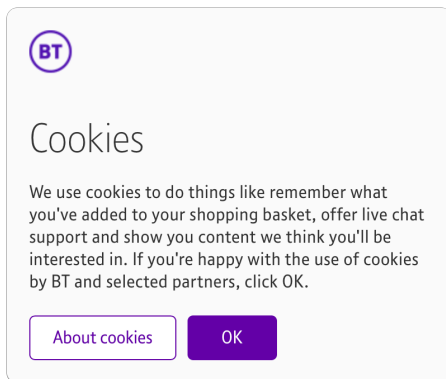 BT
Cookies
We use cookies to do things like remember what
you've added to your shopping basket, offer live chat
support and show you content we think you'll be
interested in. If you're happy with the use of cookies
by BT and selected partners, click OK.
About cookies
OK